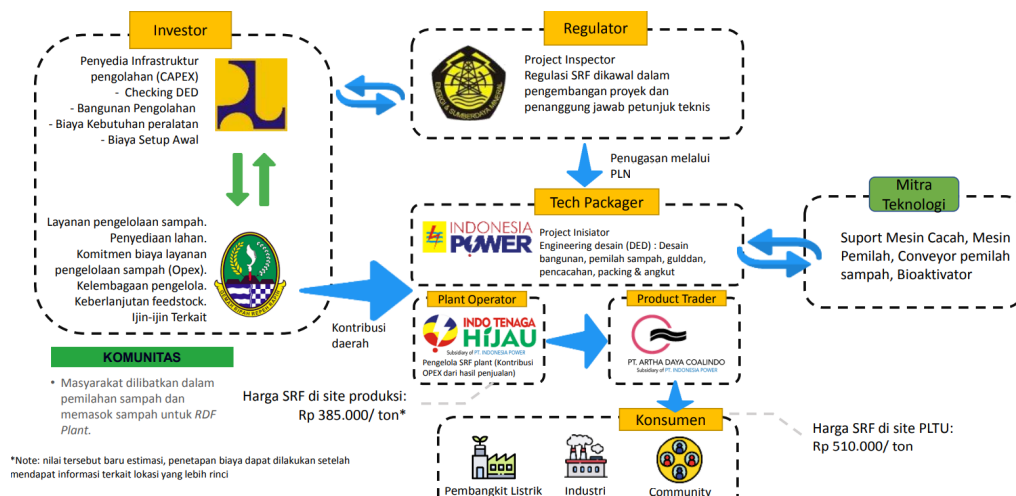 Investor
Penyedia Infrastruktur
pengolahan (CAPEX)
- Checking DED
- Bangunan Pengolahan
- Biaya Kebutuhan peralatan
- Biaya Setup Awal
Layanan pengelolaan sampah.
Penyediaan lahan.
Komitmen biaya layanan
pengelolaan sampah (Opex).
Kelembagaan pengelola.
Keberlanjutan feedstock.
Ijin-ijin Terkait
Regulator
ENERGI & SUMBERDAYA MINERAL
Project Inspector
Regulasi SRF dikawal dalam
pengembangan proyek dan
penanggung jawab petunjuk teknis
Penugasan melalui
PLN
Tech Packager
INDONESIA
POWER
Project Inisiator
Engineering desain (DED) : Desain
bangunan, pemilah sampah, gulddan,
pencacahan, packing & angkut
Mitra
Teknologi
Suport Mesin Cacah, Mesin
Pemilah, Conveyor pemilah
sampah, Bioaktivator
Kontribusi
daerah
Plant Operator
INDO TENAGA
HIJAU
Subsidiary of PT. INDONESIA POWER
Pengelola SRF plant (Kontribusi
OPEX dari hasil penjualan)
Product Trader
PT. ARTHA DAYA COALINDO
Subsidiary of PT. INDONESIA POWER
KOMUNITAS
• Masyarakat dilibatkan dalam
pemilahan sampah dan
memasok sampah untuk RDF
Plant.
Harga SRF di site produksi:
Rp 385.000/ ton*
Konsumen
Pembangkit Listrik
Industri
Community
Harga SRF di site PLTU:
Rp 510.000/ ton
*Note: nilai tersebut baru estimasi, penetapan biaya dapat dilakukan setelah
mendapat informasi terkait lokasi yang lebih rinci